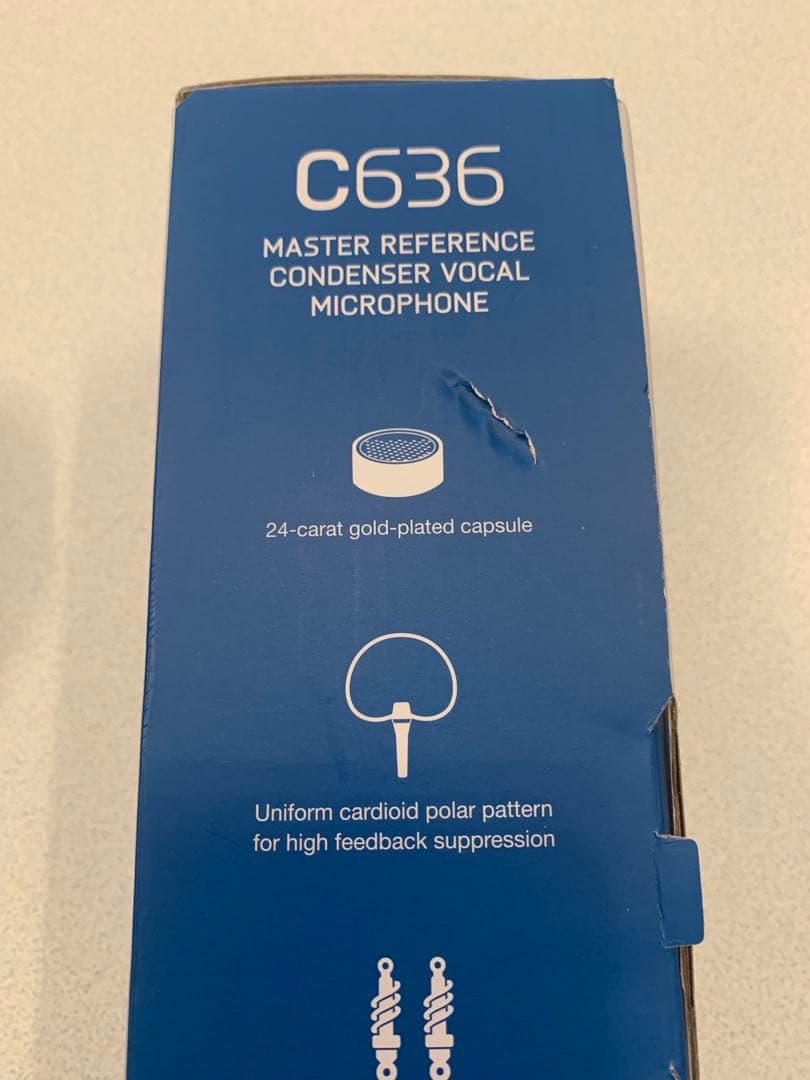 C636
MASTER REFERENCE
CONDENSER VOCAL
MICROPHONE
24-carat gold-plated capsule
Uniform cardioid polar pattern
for high feedback suppression